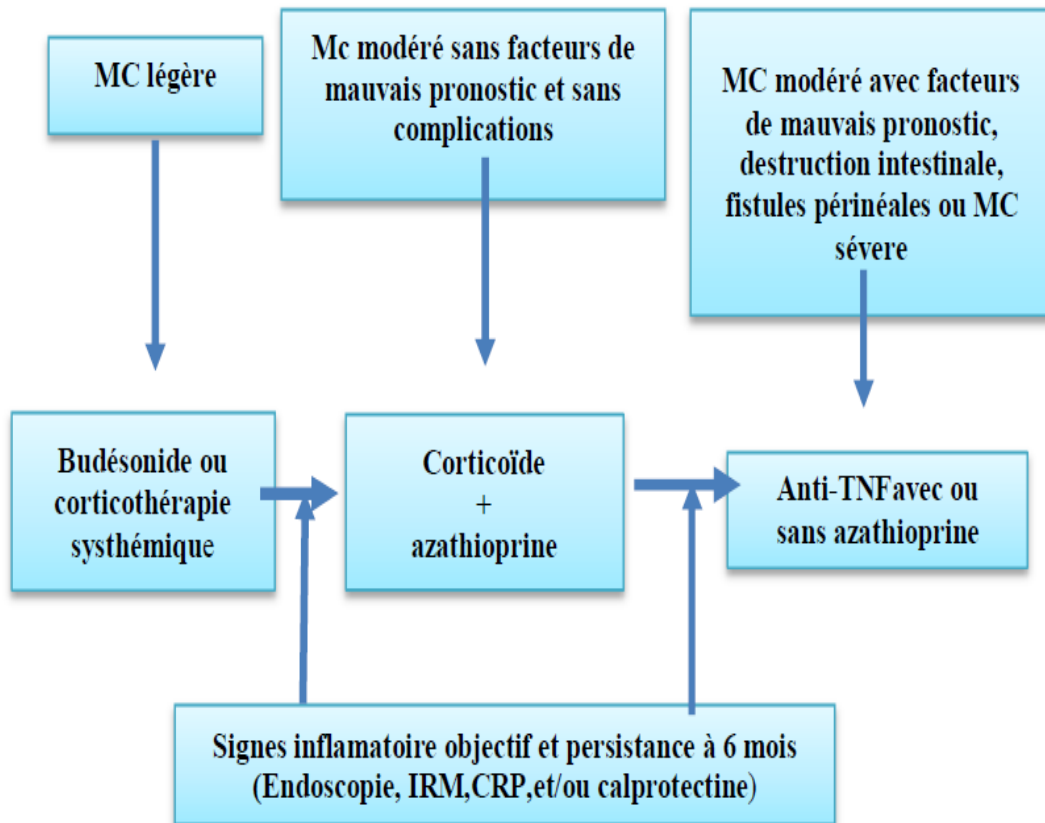 MC légère
Mc modéré sans facteurs de
mauvais pronostic et sans
complications
MC modéré avec facteurs
de mauvais pronostic,
destruction intestinale,
fistules périnéales ou MC
sévere
Budésonide ou
corticothérapie
systhémique
Corticoïde
+
azathioprine
Anti-TNFavec ou
sans azathioprine
Signes inflamatoire objectif et persistance à 6 mois
(Endoscopie, IRM,CRP,et/ou calprotectine)